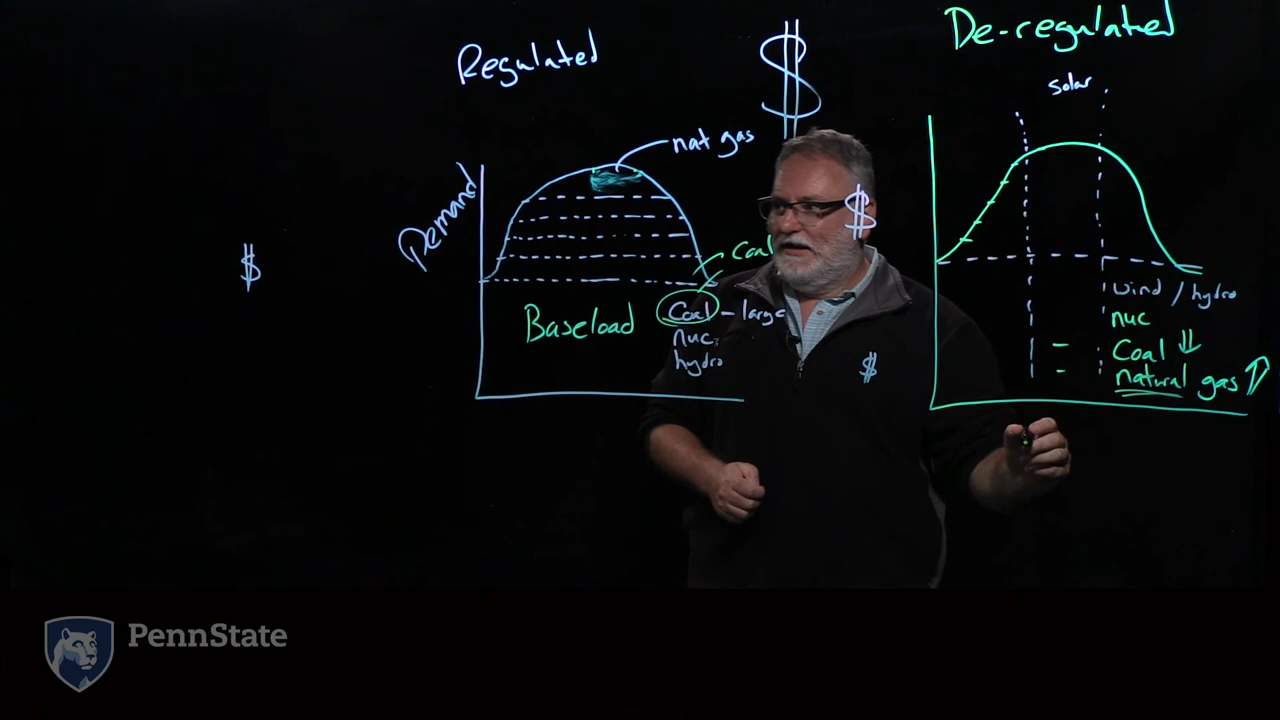 Regulated
$
nat gas
Demand
$
$
Coal
Baseload
Coal - large
nuc
hydro
$
De-regulated
solar
wind / hydro
nuc
Coal
natural gas
PennState